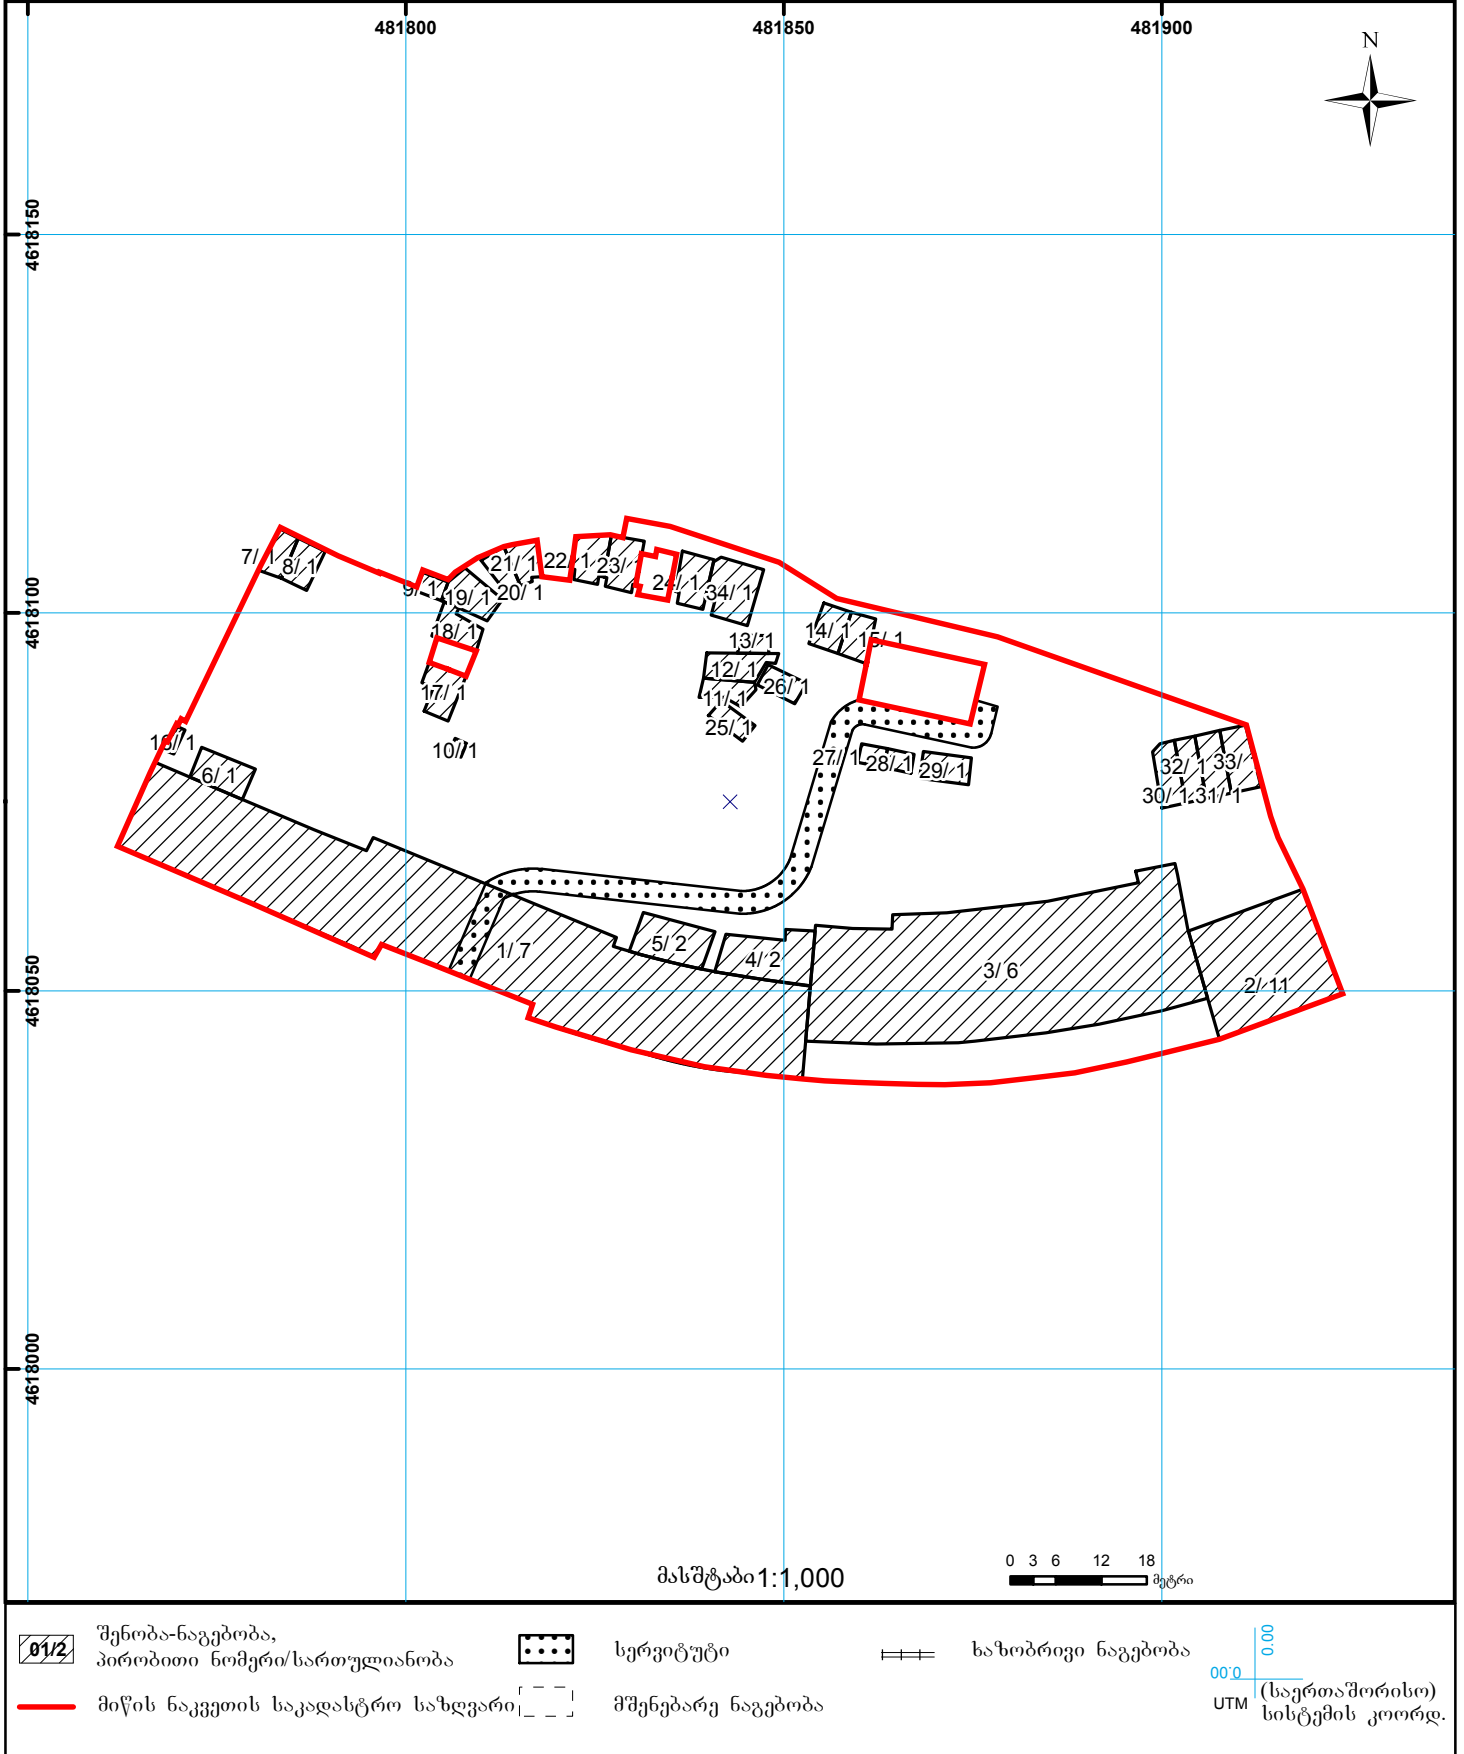 481800 481850 481900
N
4618150
4618100
4618050
4618000
7/
8/ 1
9/ 1
19/ 1
21/ 1
20/ 1
22/ 1
23/
24/ 1
34/ 1
18/ 1
17/ 1
10/ 1
13/ 1
12/ 1
11/ 1
26/ 1
25/ 1
14/ 1
15/ 1
16/ 1
6/ 1
27/ 1
28/ 1
29/ 1
32/ 1
33/
30/ 1
31/ 1
1/ 7
5/ 2
4/ 2
3/ 6
2/ 11
მასშტაბი 1:1,000
0 3 6 12 18
მეტრი
01/2
შენობა-ნაგებობა,
პირობითი ნომერი/სართულიანობა
სერვიტუტი
ხაზობრივი ნაგებობა
მიწის ნაკვეთის საკადასტრო საზღვარი
მშენებარე ნაგებობა
00.0
00.0
UTM
(საერთაშორისო)
სისტემის კოორდ.